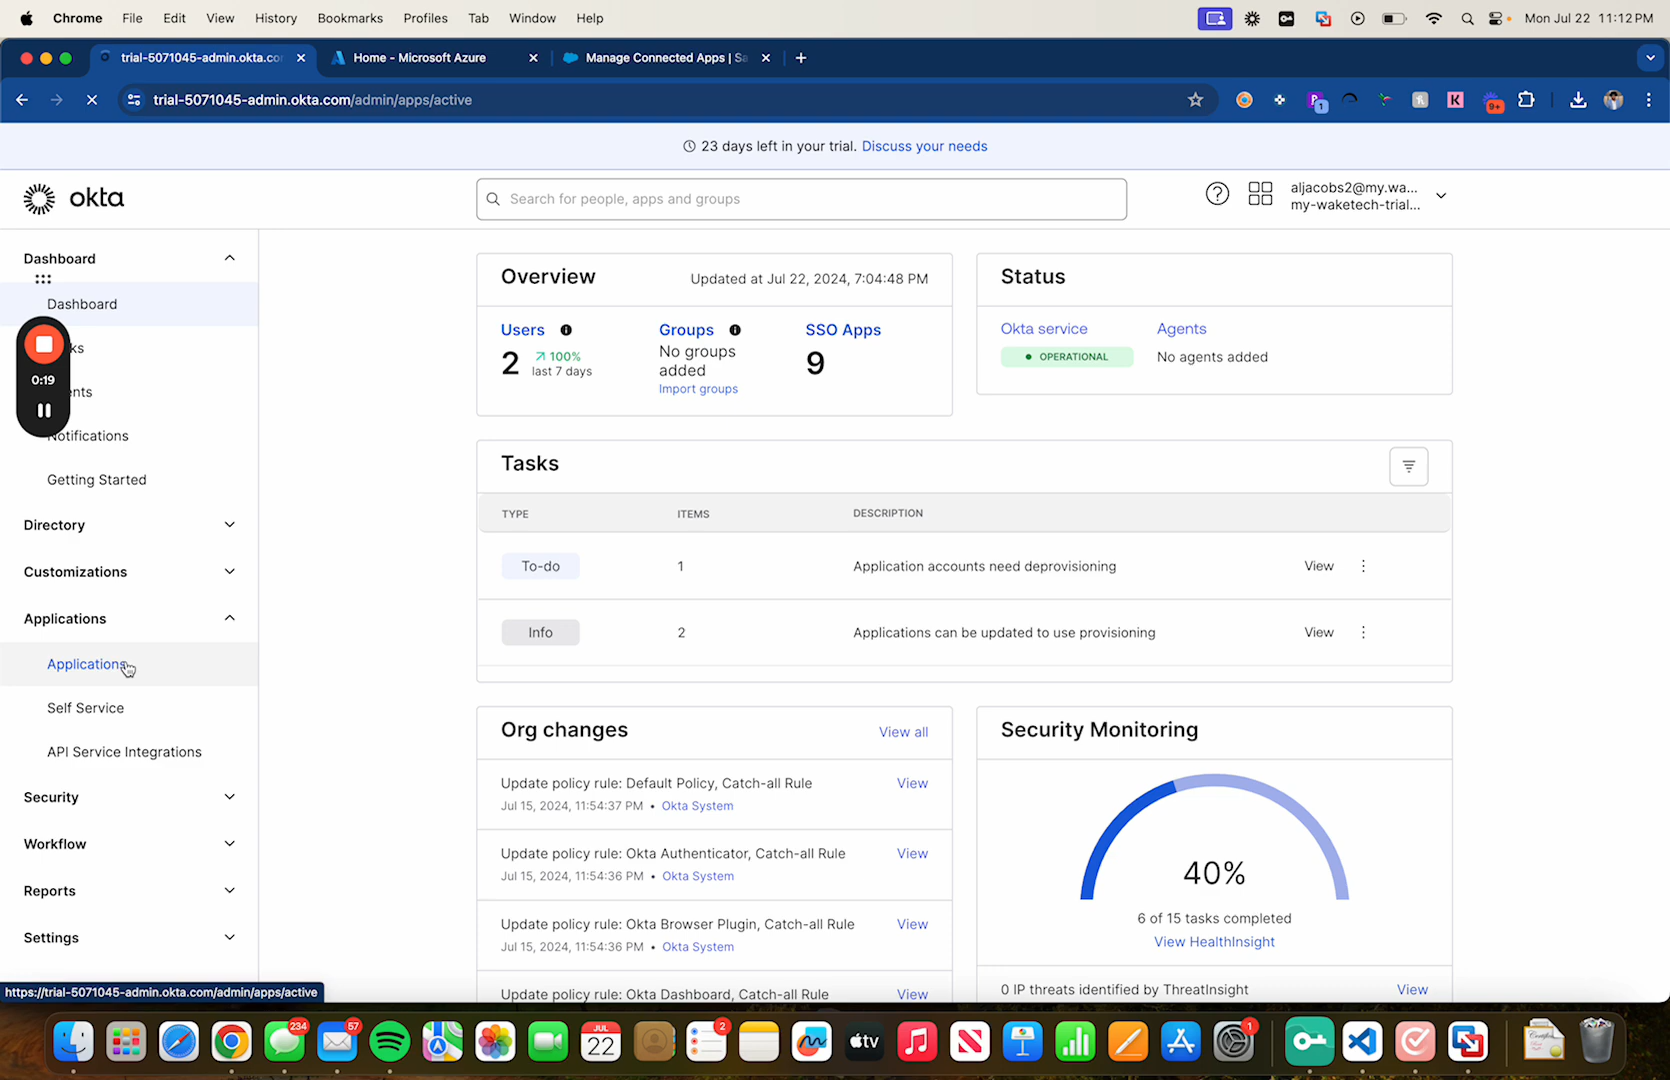 Chrome File Edit View History Bookmarks Profiles Tab Window Help
Mon Jul 22 11:12 PM
trial-5071045-admin.okta.co
Home - Microsoft Azure
Manage Connected Apps | Sa
trial-5071045-admin.okta.com/admin/apps/active
1
K
9+
23 days left in your trial. Discuss your needs
okta
Search for people, apps and groups
aljacobs2@my.wa...
my-waketech-trial...
Dashboard
Dashboard
ks
0:19
ents
Notifications
Getting Started
Directory
Customizations
Applications
Applications
Self Service
API Service Integrations
Security
Workflow
Reports
Settings
https://trial-5071045-admin.okta.com/admin/apps/active
Overview
Updated at Jul 22, 2024, 7:04:48 PM
Users
2
100%
last 7 days
Groups
No groups
added
Import groups
SSO Apps
9
Status
Okta service
OPERATIONAL
Agents
No agents added
Tasks
TYPE ITEMS DESCRIPTION
To-do 1 Application accounts need deprovisioning View
Info 2 Applications can be updated to use provisioning View
Org changes
View all
Update policy rule: Default Policy, Catch-all Rule View
Jul 15, 2024, 11:54:37 PM • Okta System
Update policy rule: Okta Authenticator, Catch-all Rule View
Jul 15, 2024, 11:54:36 PM • Okta System
Update policy rule: Okta Browser Plugin, Catch-all Rule View
Jul 15, 2024, 11:54:36 PM • Okta System
Update policy rule: Okta Dashboard, Catch-all Rule View
Security Monitoring
40%
6 of 15 tasks completed
View HealthInsight
0 IP threats identified by ThreatInsight View
234
57
JUL
22
2
tv
1